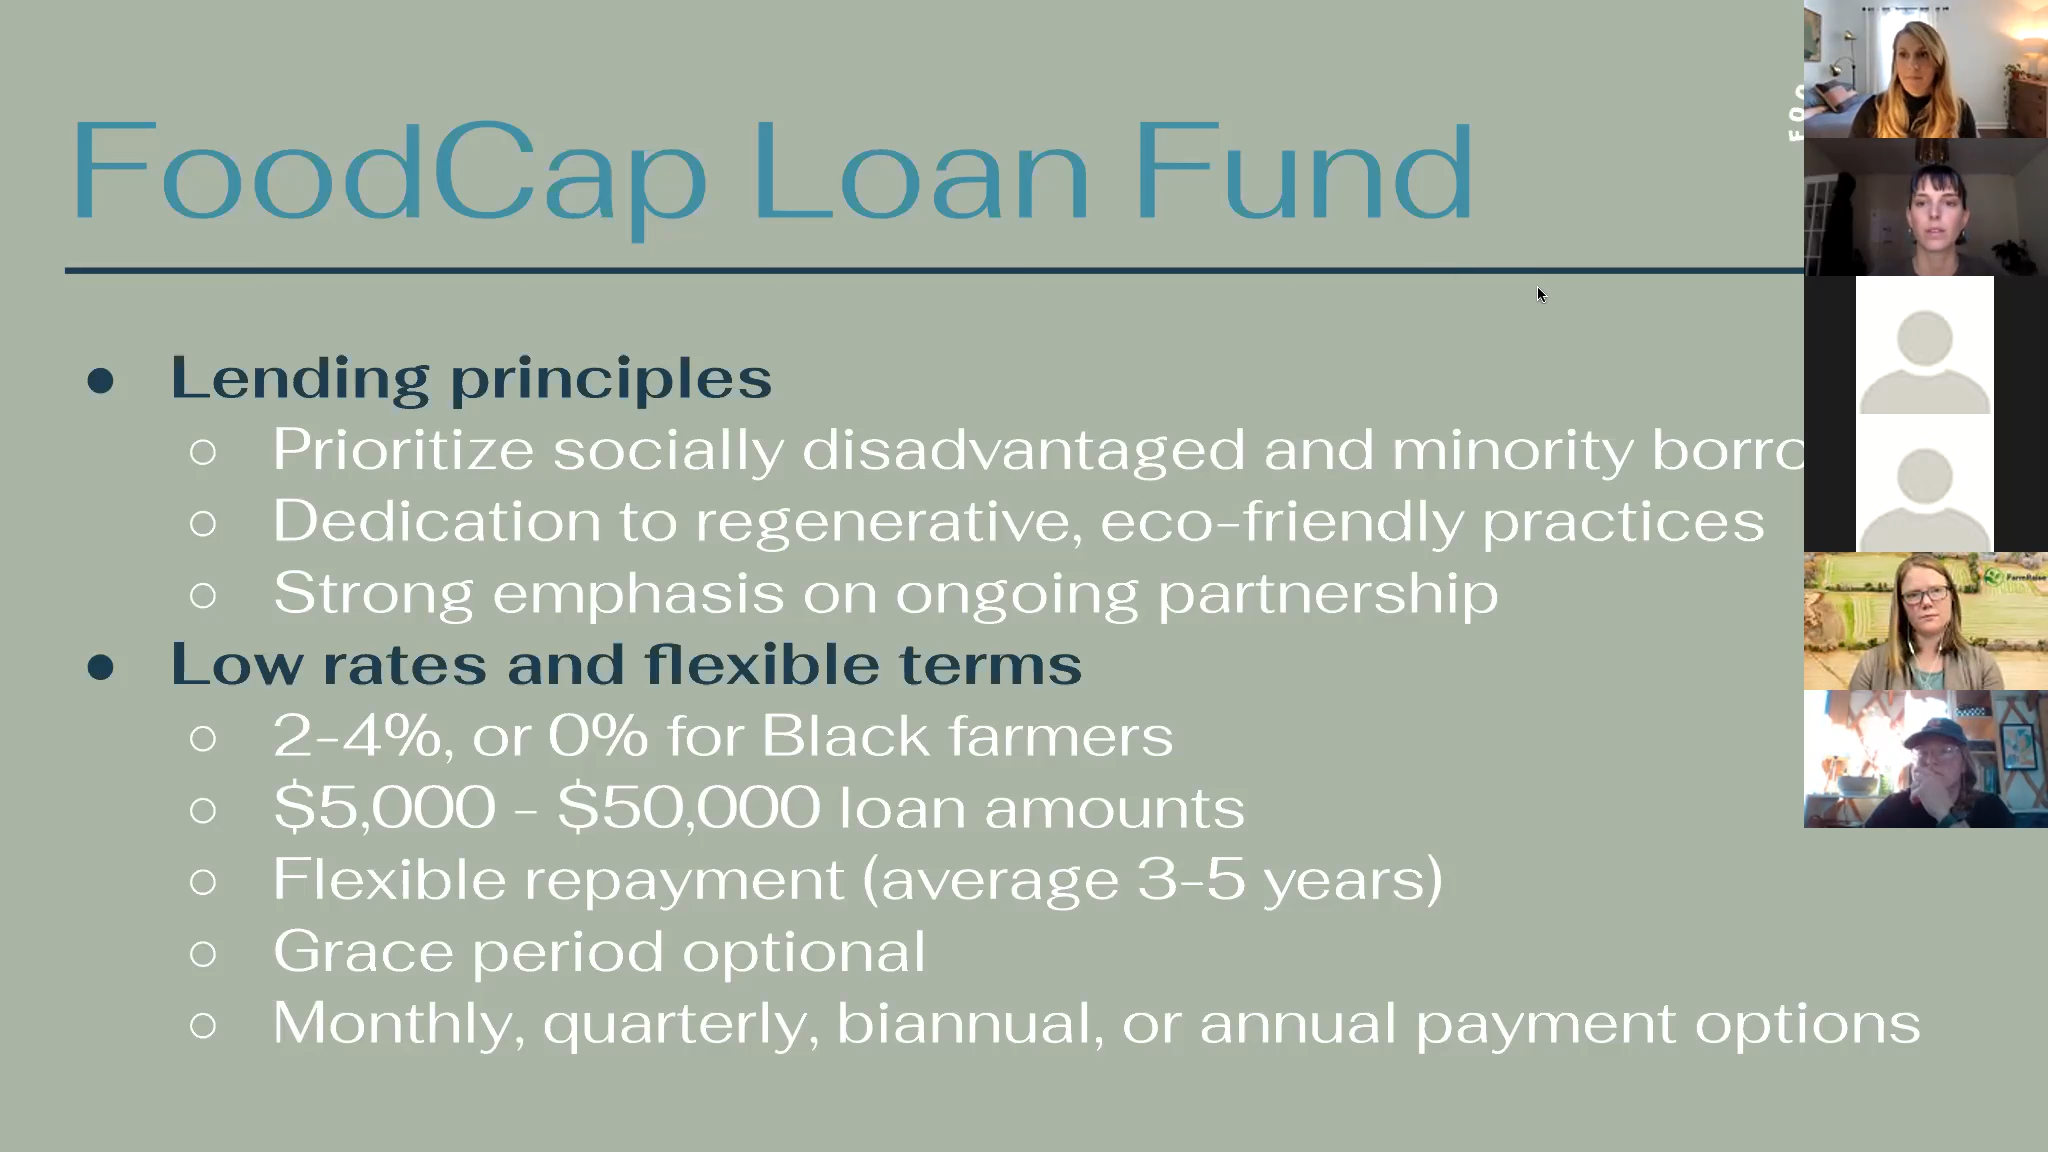 FoodCap Loan Fund
FOO
● Lending principles
○ Prioritize socially disadvantaged and minority borro
○ Dedication to regenerative, eco-friendly practices
○ Strong emphasis on ongoing partnership
● Low rates and flexible terms
○ 2-4%, or 0% for Black farmers
○ $5,000 - $50,000 loan amounts
○ Flexible repayment (average 3-5 years)
○ Grace period optional
○ Monthly, quarterly, biannual, or annual payment options
FarmRaise